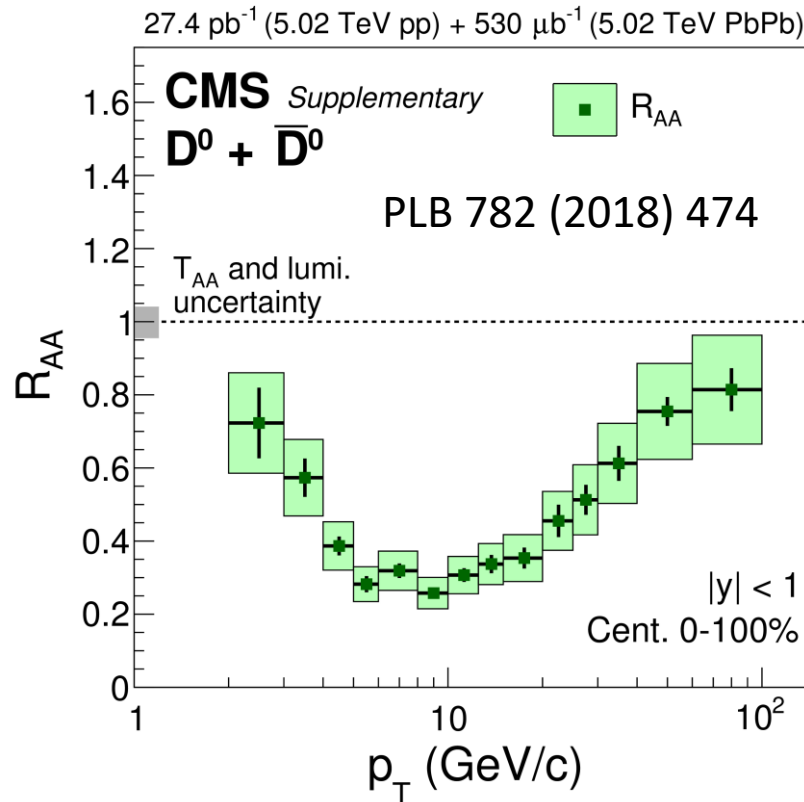 27.4 pb⁻¹ (5.02 TeV pp) + 530 μb⁻¹ (5.02 TeV PbPb)
CMS Supplementary
D⁰ + D̅⁰
R_AA
PLB 782 (2018) 474
T_AA and lumi.
uncertainty
|y| < 1
Cent. 0-100%
R_AA
1.6
1.4
1.2
1
0.8
0.6
0.4
0.2
0
1 10 10²
p_T (GeV/c)